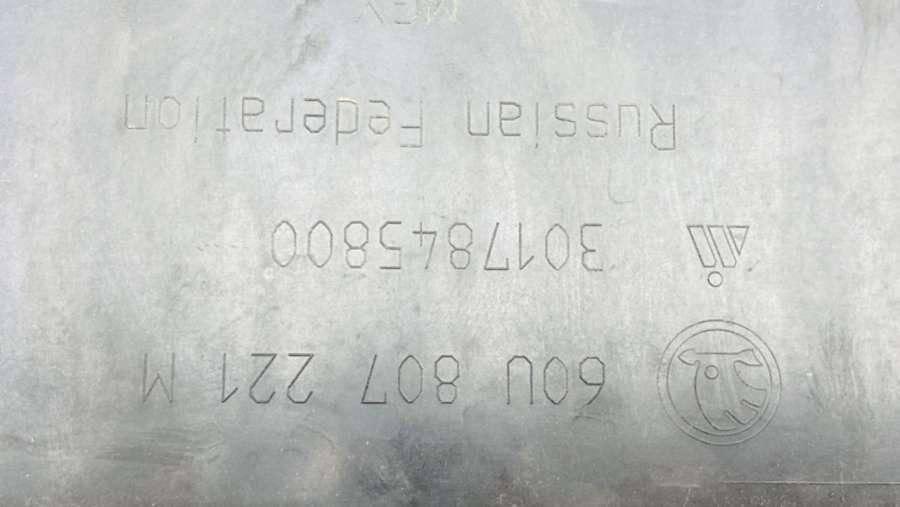 60U 807 221 M
3017845800
Russian Federation